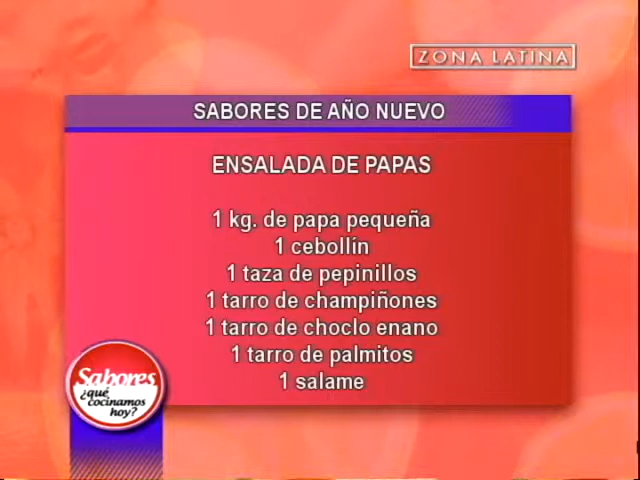 ZONA LATINA
SABORES DE AÑO NUEVO
ENSALADA DE PAPAS
1 kg. de papa pequeña
1 cebollín
1 taza de pepinillos
1 tarro de champiñones
1 tarro de choclo enano
1 tarro de palmitos
1 salame
Sabores
¿qué
cocinamos
hoy?